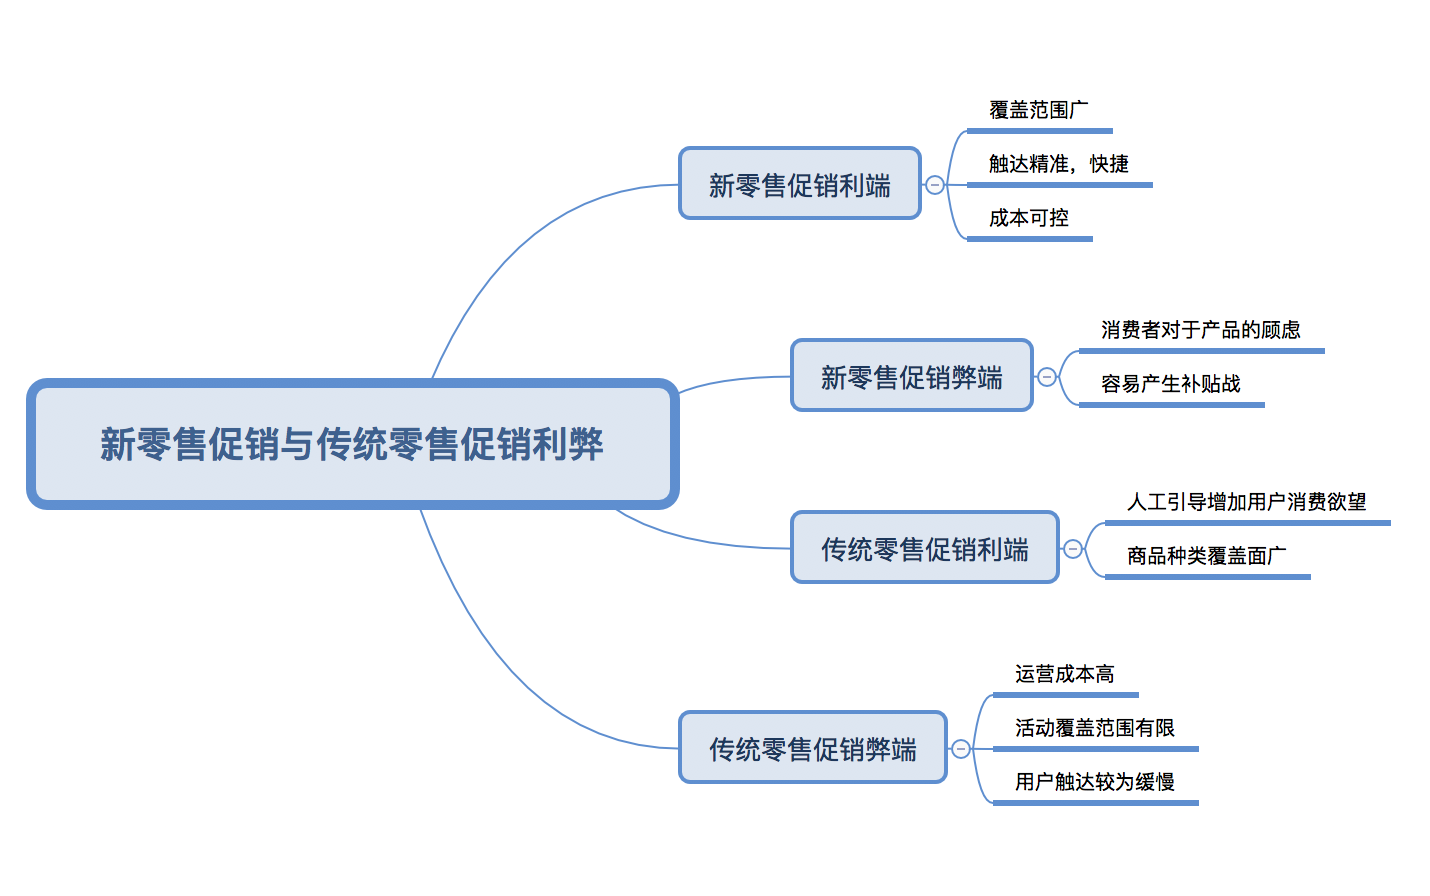 新零售促销与传统零售促销利弊
新零售促销利端
覆盖范围广
触达精准，快捷
成本可控
新零售促销弊端
消费者对于产品的顾虑
容易产生补贴战
传统零售促销利端
人工引导增加用户消费欲望
商品种类覆盖面广
传统零售促销弊端
运营成本高
活动覆盖范围有限
用户触达较为缓慢